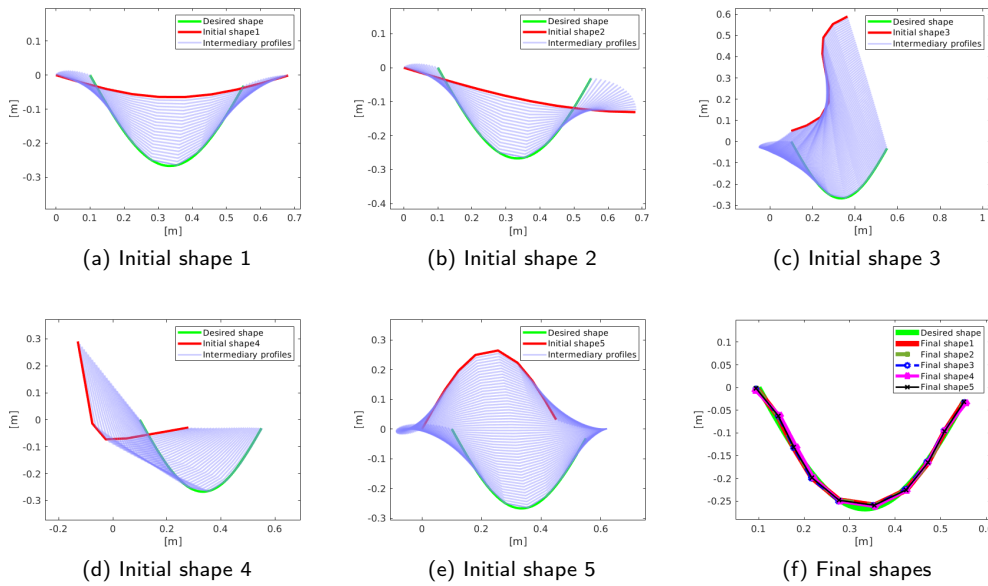 Desired shape
Initial shape1
Intermediary profiles
0.1
0
-0.1
-0.2
-0.3
[m]
0 0.1 0.2 0.3 0.4 0.5 0.6 0.7
[m]
(a) Initial shape 1
Desired shape
Initial shape2
Intermediary profiles
0.1
0
-0.1
-0.2
-0.3
-0.4
[m]
0 0.1 0.2 0.3 0.4 0.5 0.6 0.7
[m]
(b) Initial shape 2
Desired shape
Initial shape3
Intermediary profiles
0.6
0.5
0.4
0.3
0.2
0.1
0
0.1
0.2
0.3
[m]
0 0.2 0.4 0.6 0.8 1
[m]
(c) Initial shape 3
Desired shape
Initial shape4
Intermediary profiles
0.3
0.2
0.1
0
-0.1
-0.2
-0.3
[m]
-0.2 0 0.2 0.4 0.6
[m]
(d) Initial shape 4
Desired shape
Initial shape5
Intermediary profiles
0.3
0.2
0.1
0
-0.1
-0.2
-0.3
[m]
0 0.2 0.4 0.6
[m]
(e) Initial shape 5
Desired shape
Final shape1
Final shape2
Final shape3
Final shape4
Final shape5
0.1
0.05
0
-0.05
-0.1
-0.15
-0.2
-0.25
[m]
0.1 0.2 0.3 0.4 0.5
[m]
(f) Final shapes